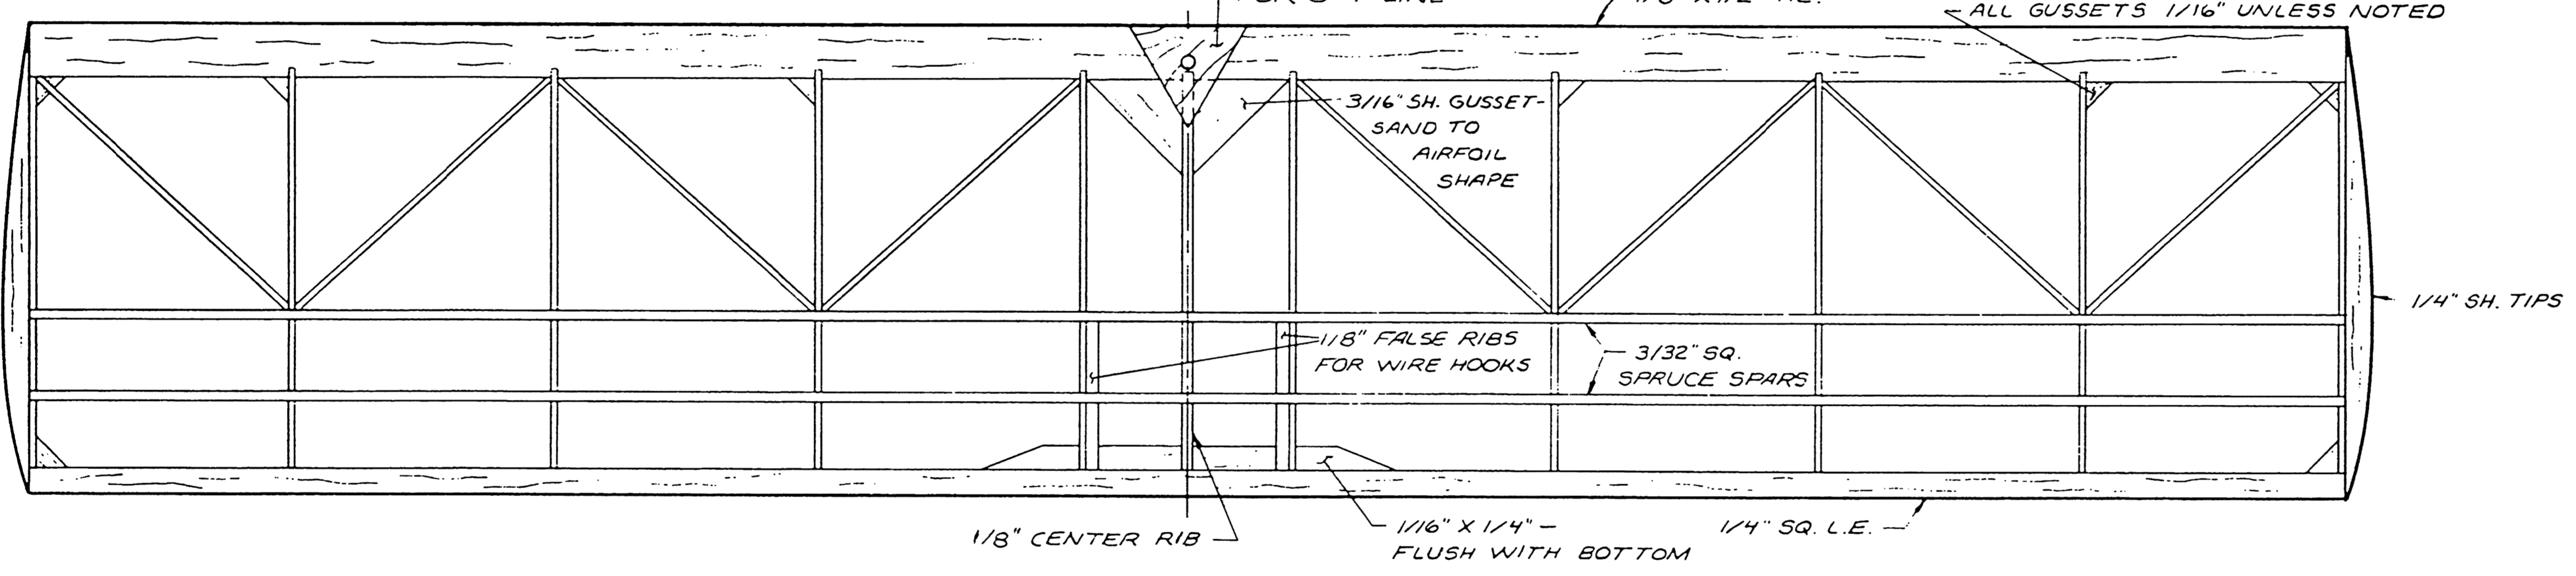 LINE
ALL GUSSETS 1/16" UNLESS NOTED
3/16" SH. GUSSET-
SAND TO
AIRFOIL
SHAPE
1/4" SH. TIPS
1/8" FALSE RIBS
FOR WIRE HOOKS
3/32" SQ.
SPRUCE SPARS
1/8" CENTER RIB
1/16" X 1/4" -
FLUSH WITH BOTTOM
1/4" SQ. L.E.